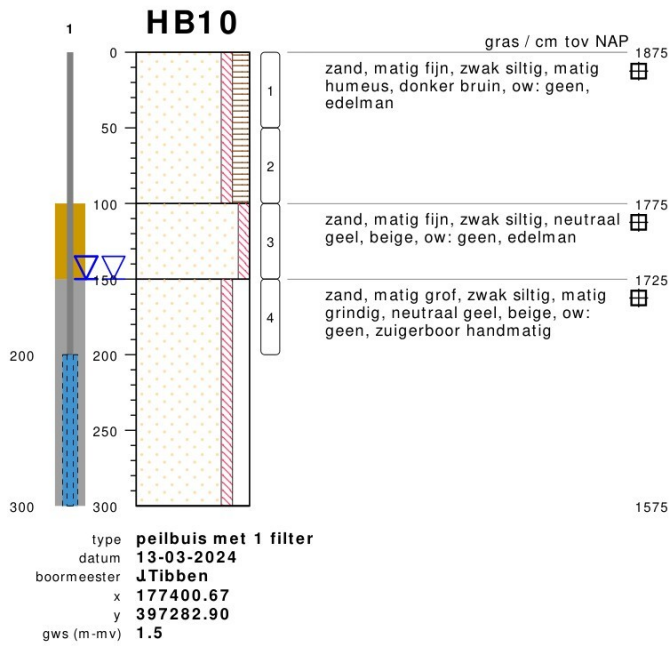 HB10
1
gras / cm tov NAP
0
1875
zand, matig fijn, zwak siltig, matig
humeus, donker bruin, ow: geen,
edelman
1
50
2
100
1775
zand, matig fijn, zwak siltig, neutraal
geel, beige, ow: geen, edelman
3
150
1725
zand, matig grof, zwak siltig, matig
grindig, neutraal geel, beige, ow:
geen, zuigerboor handmatig
4
200
200
250
300
300
1575
type peilbuis met 1 filter
datum 13-03-2024
boormeester J.Tibben
x 177400.67
y 397282.90
gws (m-mv) 1.5